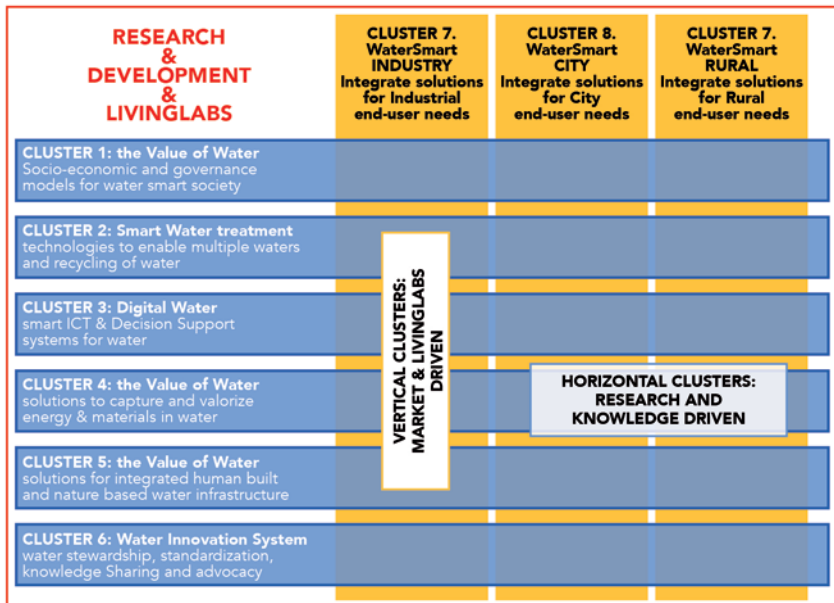 RESEARCH
&
DEVELOPMENT
&
LIVINGLABS
CLUSTER 7.
WaterSmart
INDUSTRY
Integrate solutions
for Industrial
end-user needs
CLUSTER 8.
WaterSmart
CITY
Integrate solutions
for City
end-user needs
CLUSTER 7.
WaterSmart
RURAL
Integrate solutions
for Rural
end-user needs
CLUSTER 1: the Value of Water
Socio-economic and governance
models for water smart society
CLUSTER 2: Smart Water treatment
technologies to enable multiple waters
and recycling of water
CLUSTER 3: Digital Water
smart ICT & Decision Support
systems for water
CLUSTER 4: the Value of Water
solutions to capture and valorize
energy & materials in water
CLUSTER 5: the Value of Water
solutions for integrated human built
and nature based water infrastructure
CLUSTER 6: Water Innovation System
water stewardship, standardization,
knowledge Sharing and advocacy
VERTICAL CLUSTERS:
MARKET & LIVINGLABS
DRIVEN
HORIZONTAL CLUSTERS:
RESEARCH AND
KNOWLEDGE DRIVEN